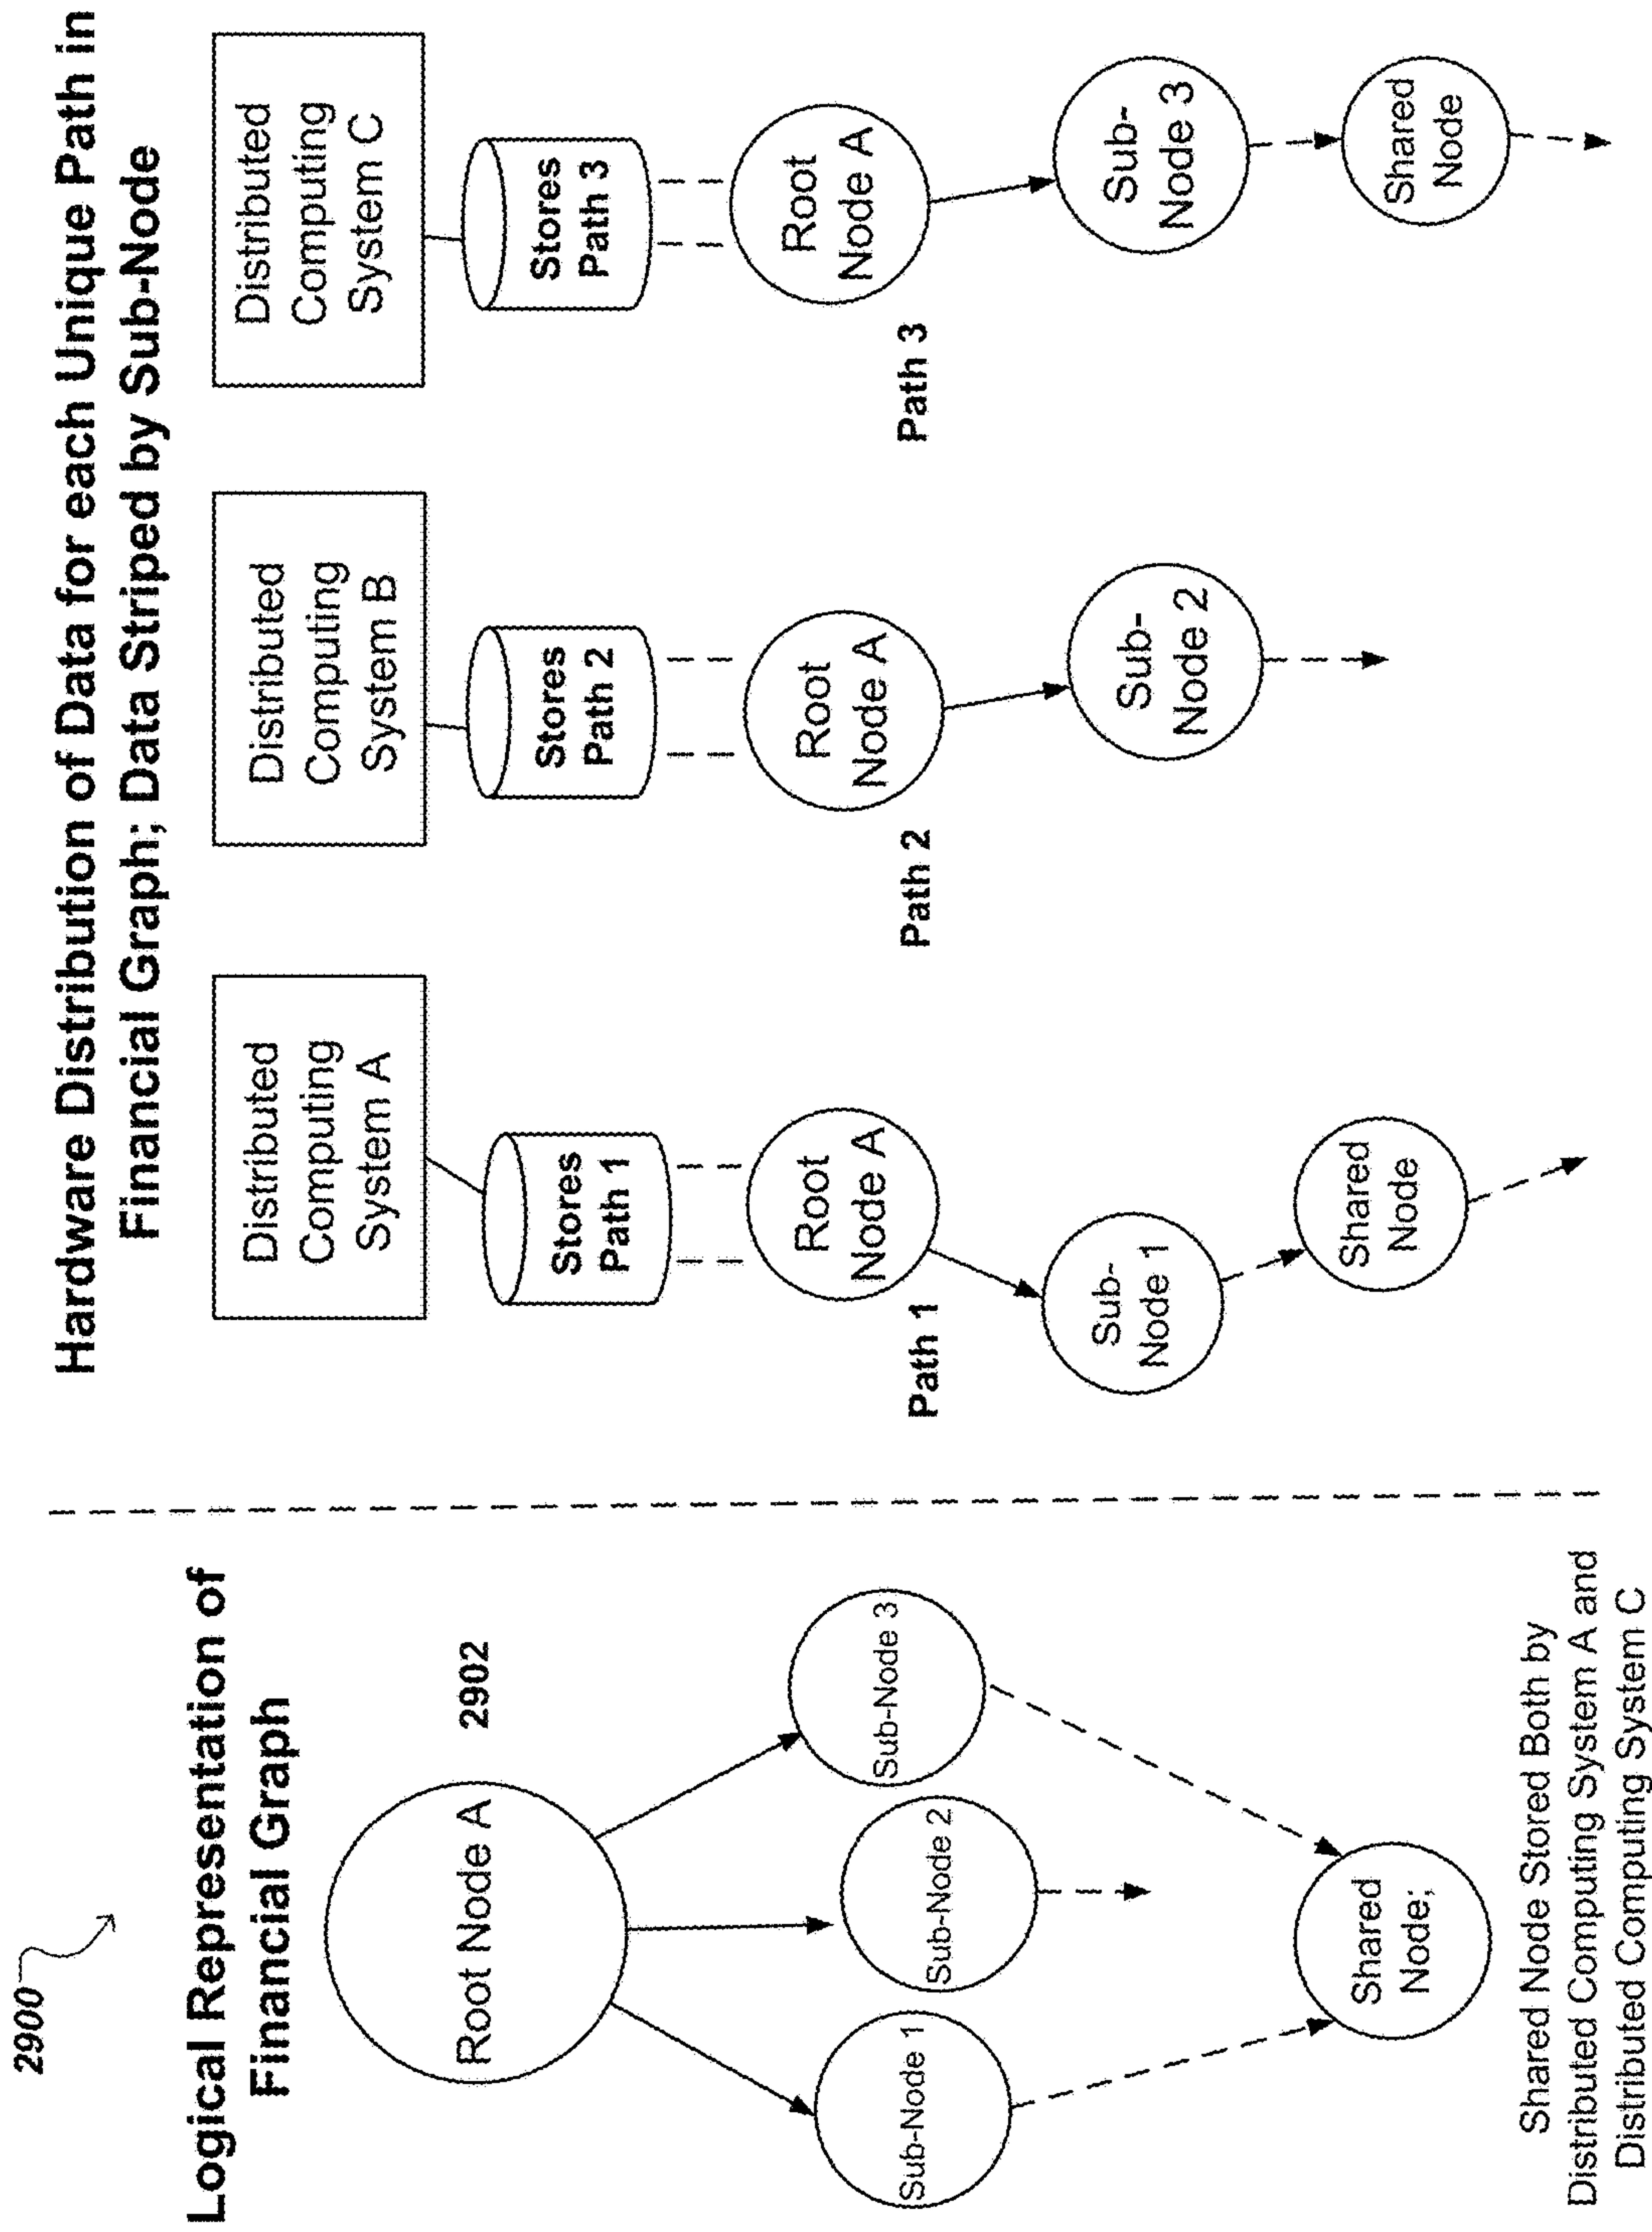 2900
Logical Representation of
Financial Graph
Root Node A
2902
Sub-Node 1
Sub-Node 2
Sub-Node 3
Shared
Node;
Shared Node Stored Both by
Distributed Computing System A and
Distributed Computing System C
Hardware Distribution of Data for each Unique Path in
Financial Graph; Data Striped by Sub-Node
Distributed
Computing
System A
Stores
Path 1
Root
Node A
Path 1
Sub-
Node 1
Shared
Node
Distributed
Computing
System B
Stores
Path 2
Root
Node A
Path 2
Sub-
Node 2
Distributed
Computing
System C
Stores
Path 3
Root
Node A
Path 3
Sub-
Node 3
Shared
Node